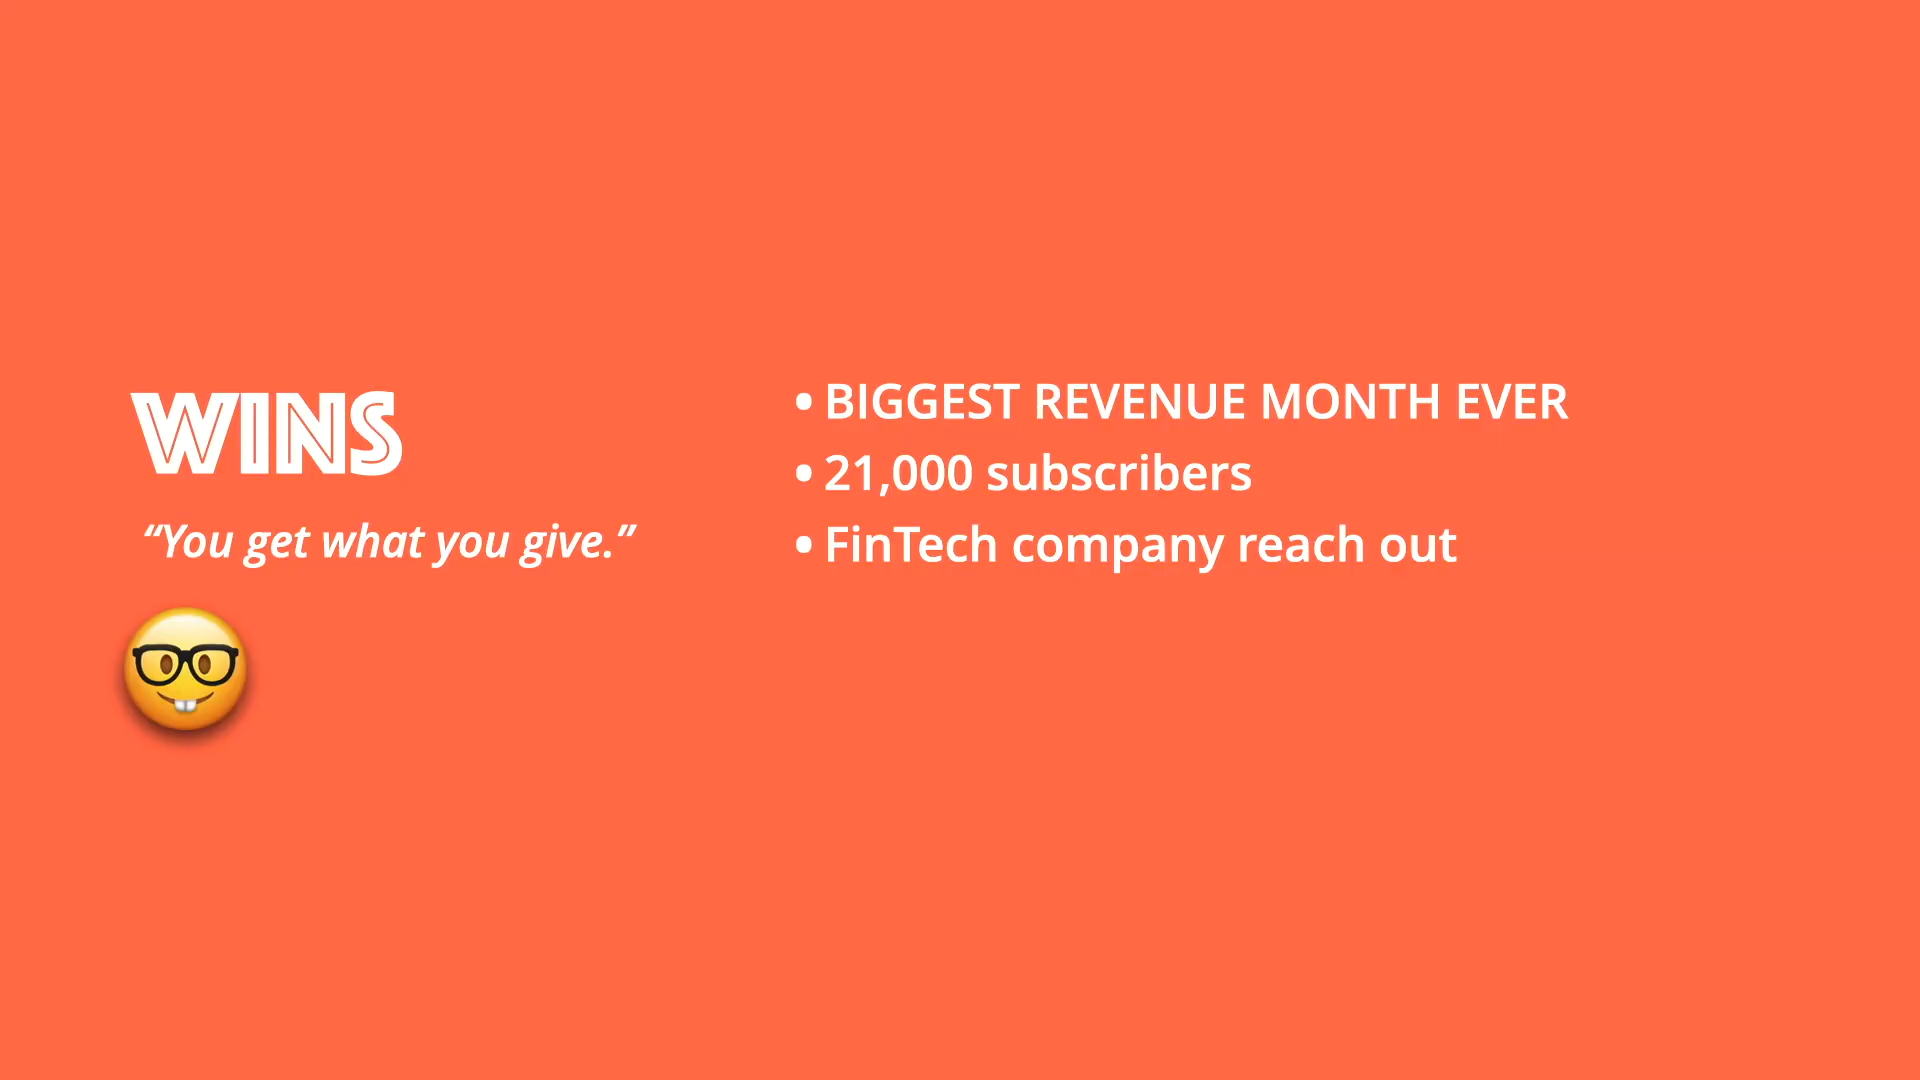 WINS
“You get what you give.”
• BIGGEST REVENUE MONTH EVER
• 21,000 subscribers
• FinTech company reach out